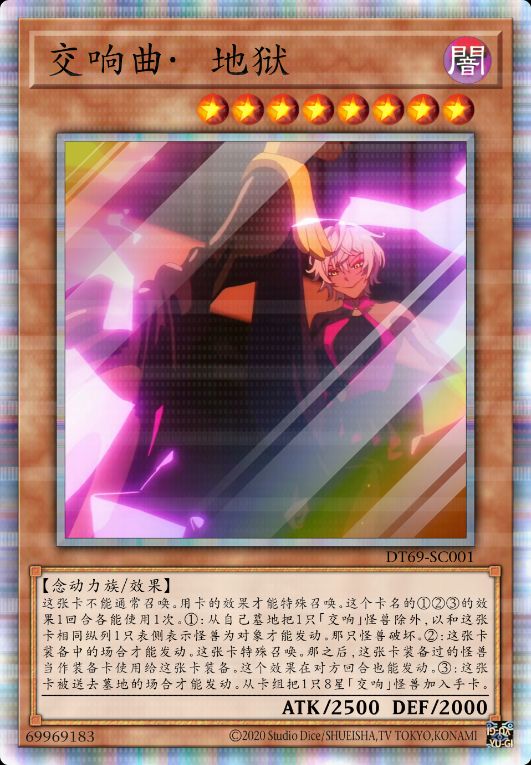 交响曲· 地狱
闇
DT69-SC001
【念动力族/效果】
这张卡不能通常召唤。用卡的效果才能特殊召唤。这个卡名的①②③的效
果1回合各能使用1次。①:从自己墓地把1只「交响」怪兽除外,以和这张
卡相同纵列1只表侧表示怪兽为对象才能发动。那只怪兽破坏。②:这张卡
装备中的场合才能发动。这张卡特殊召唤。那之后,这张卡装备过的怪兽
当作装备卡使用给这张卡装备。这个效果在对方回合也能发动。③:这张
卡被送去墓地的场合才能发动。从卡组把1只8星「交响」怪兽加入手卡。
ATK/2500 DEF/2000
69969183
©2020 Studio Dice/SHUEISHA,TV TOKYO,KONAMI